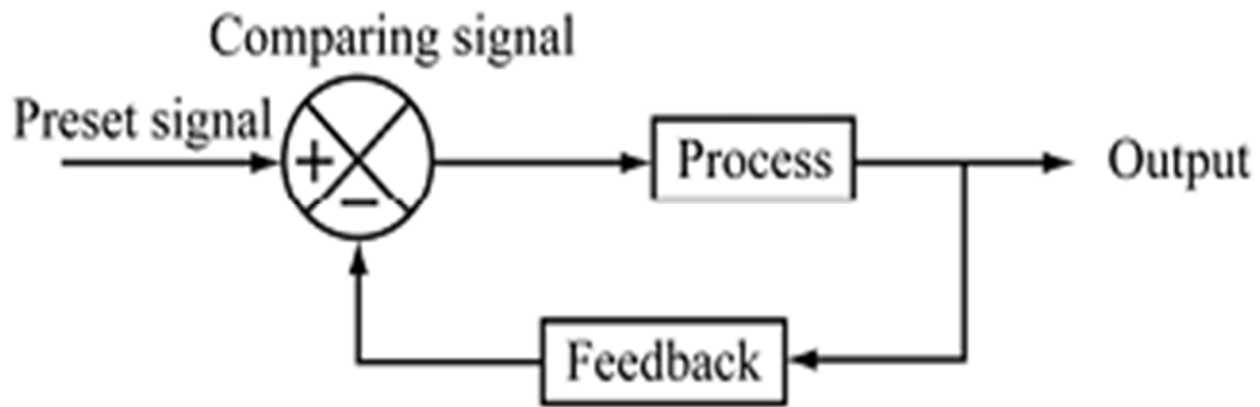 Comparing signal
Preset signal
+
−
Process
Output
Feedback